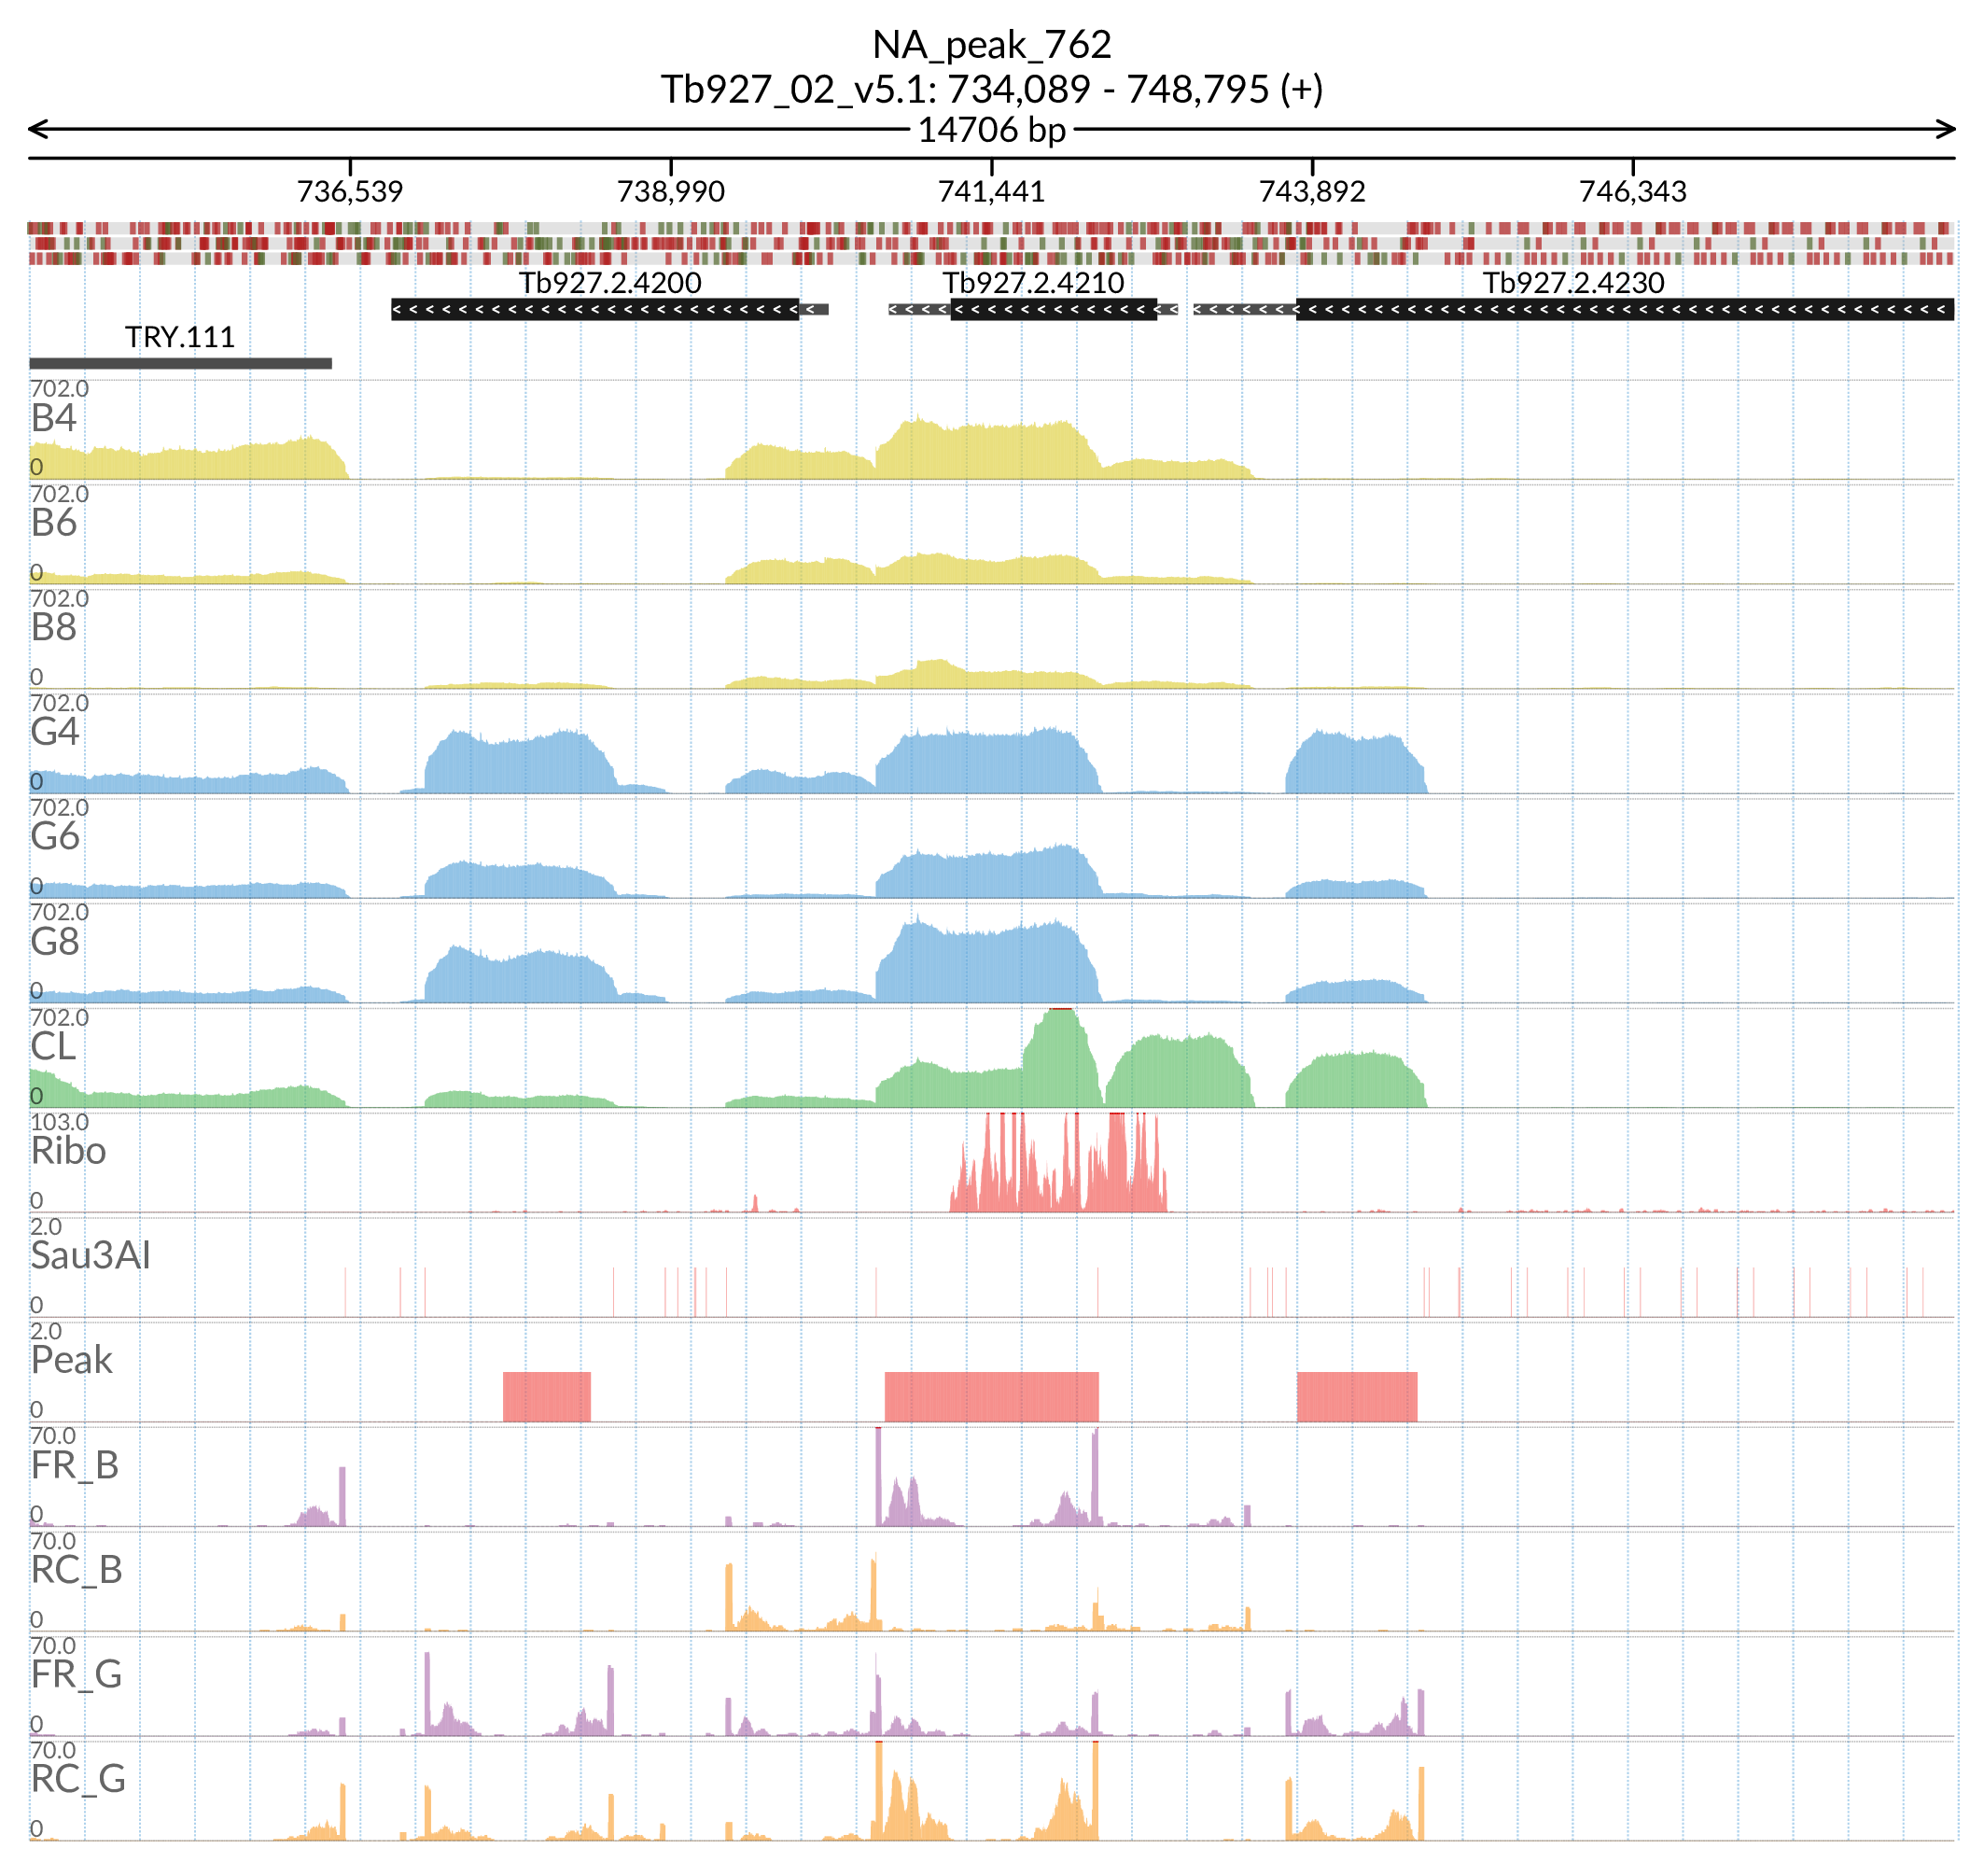 NA_peak_762
Tb927_02_v5.1: 734,089 - 748,795 (+)
14706 bp
736,539 738,990 741,441 743,892 746,343
Tb927.2.4200 Tb927.2.4210 Tb927.2.4230
TRY.111
702.0
B4
0
702.0
B6
0
702.0
B8
0
702.0
G4
0
702.0
G6
0
702.0
G8
0
702.0
CL
0
103.0
Ribo
0
2.0
Sau3AI
0
2.0
Peak
0
70.0
FR_B
0
70.0
RC_B
0
70.0
FR_G
0
70.0
RC_G
0